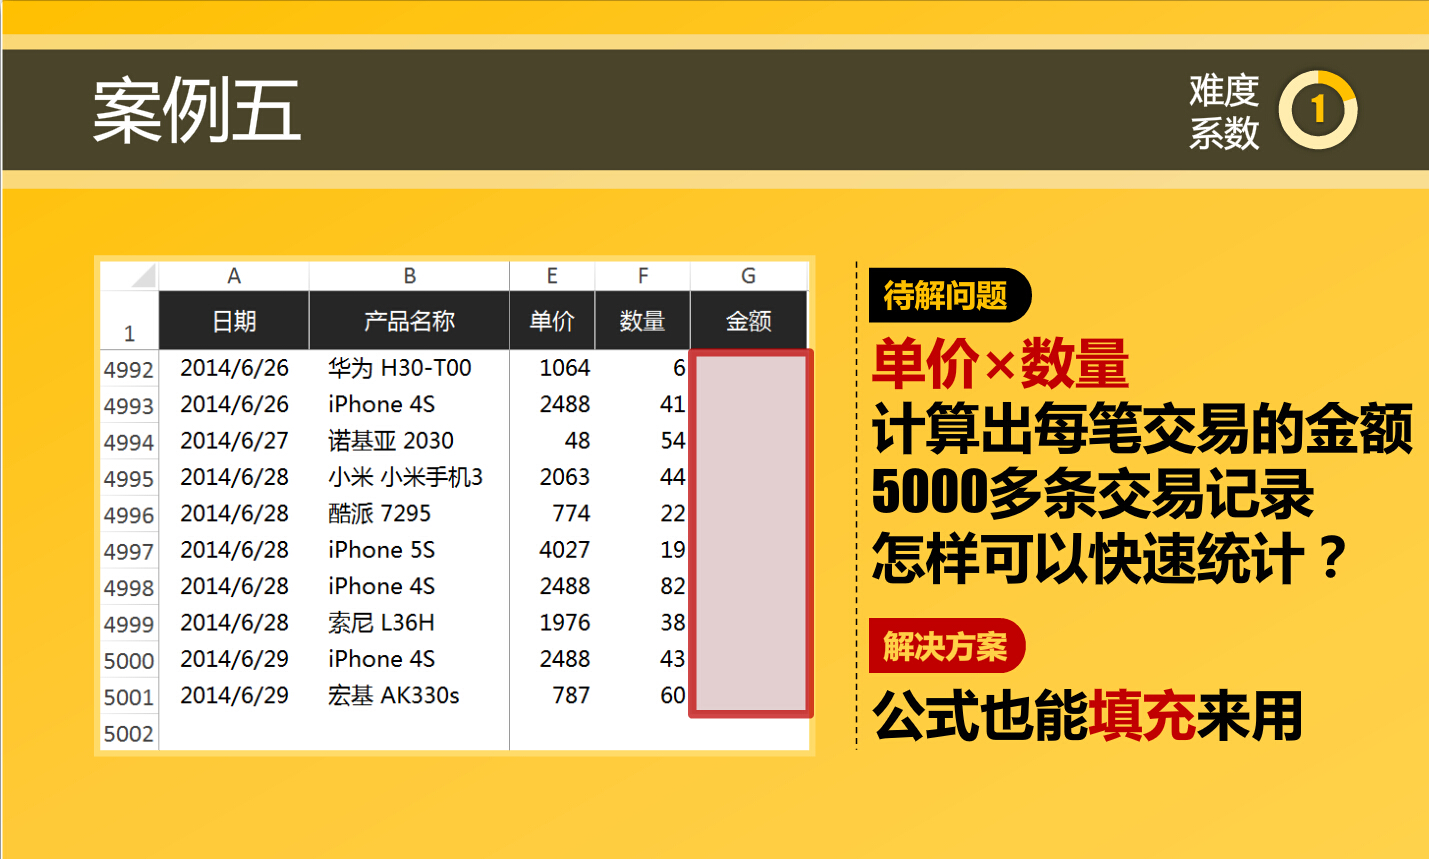 案例五
难度
系数
1
A B E F G
1 日期 产品名称 单价 数量 金额
4992 2014/6/26 华为 H30-T00 1064 6
4993 2014/6/26 iPhone 4S 2488 41
4994 2014/6/27 诺基亚 2030 48 54
4995 2014/6/28 小米 小米手机3 2063 44
4996 2014/6/28 酷派 7295 774 22
4997 2014/6/28 iPhone 5S 4027 19
4998 2014/6/28 iPhone 4S 2488 82
4999 2014/6/28 索尼 L36H 1976 38
5000 2014/6/29 iPhone 4S 2488 43
5001 2014/6/29 宏基 AK330s 787 60
5002
待解问题
单价×数量
计算出每笔交易的金额
5000多条交易记录
怎样可以快速统计？
解决方案
公式也能填充来用